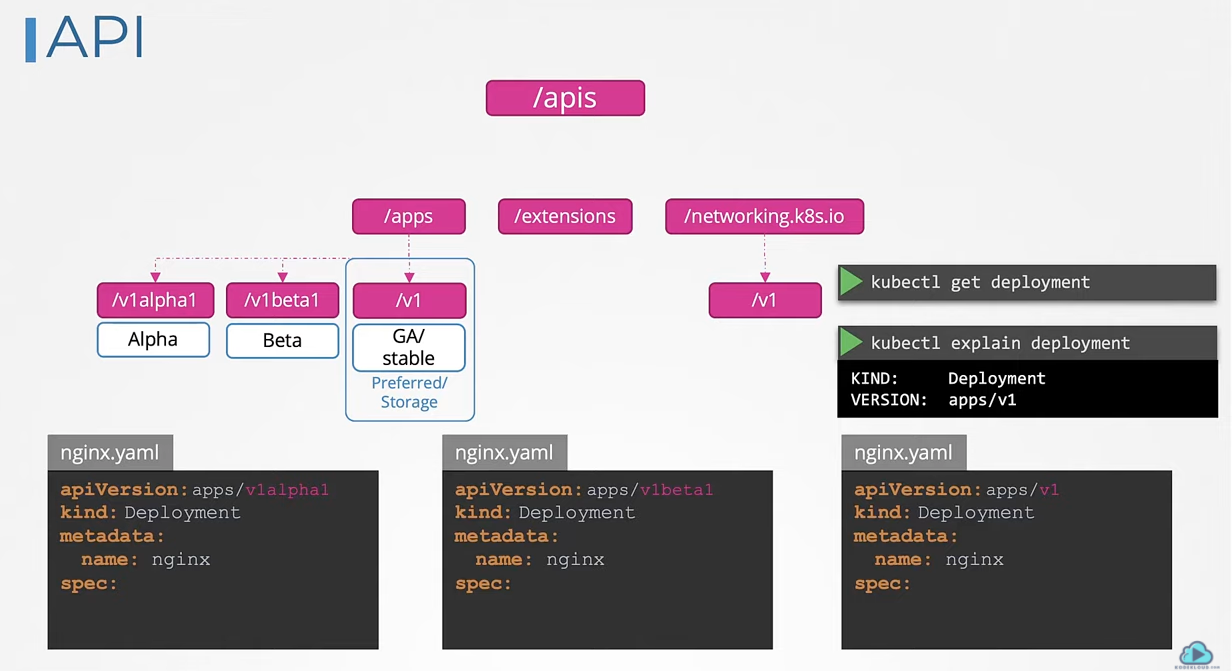 API
/apis
/apps
/extensions
/networking.k8s.io
/v1alpha1
/v1beta1
/v1
/v1
Alpha
Beta
GA/
stable
Preferred/
Storage
kubectl get deployment
kubectl explain deployment
KIND: Deployment
VERSION: apps/v1
nginx.yaml
apiVersion: apps/v1alpha1
kind: Deployment
metadata:
name: nginx
spec:
nginx.yaml
apiVersion: apps/v1beta1
kind: Deployment
metadata:
name: nginx
spec:
nginx.yaml
apiVersion: apps/v1
kind: Deployment
metadata:
name: nginx
spec: